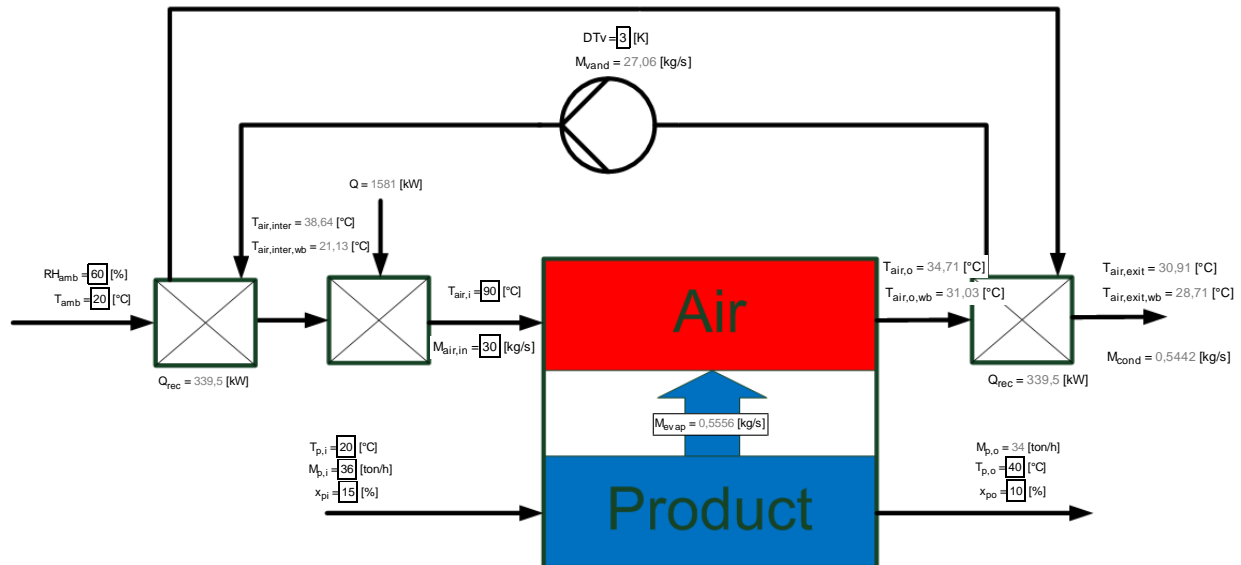 DTv = 3 [K]
Mvand = 27,06 [kg/s]
Q = 1581 [kW]
Tair,inter = 38,64 [°C]
Tair,inter,wb = 21,13 [°C]
RHamb = 60 [%]
Tamb = 20 [°C]
Qrec = 339,5 [kW]
Tair,i = 90 [°C]
Mair,in = 30 [kg/s]
Air
Tair,o = 34,71 [°C]
Tair,o,wb = 31,03 [°C]
Tair,exit = 30,91 [°C]
Tair,exit,wb = 28,71 [°C]
Mcond = 0,5442 [kg/s]
Qrec = 339,5 [kW]
Mevap = 0,5556 [kg/s]
Tp,i = 20 [°C]
Mp,i = 36 [ton/h]
xpi = 15 [%]
Product
Mp,o = 34 [ton/h]
Tp,o = 40 [°C]
xpo = 10 [%]